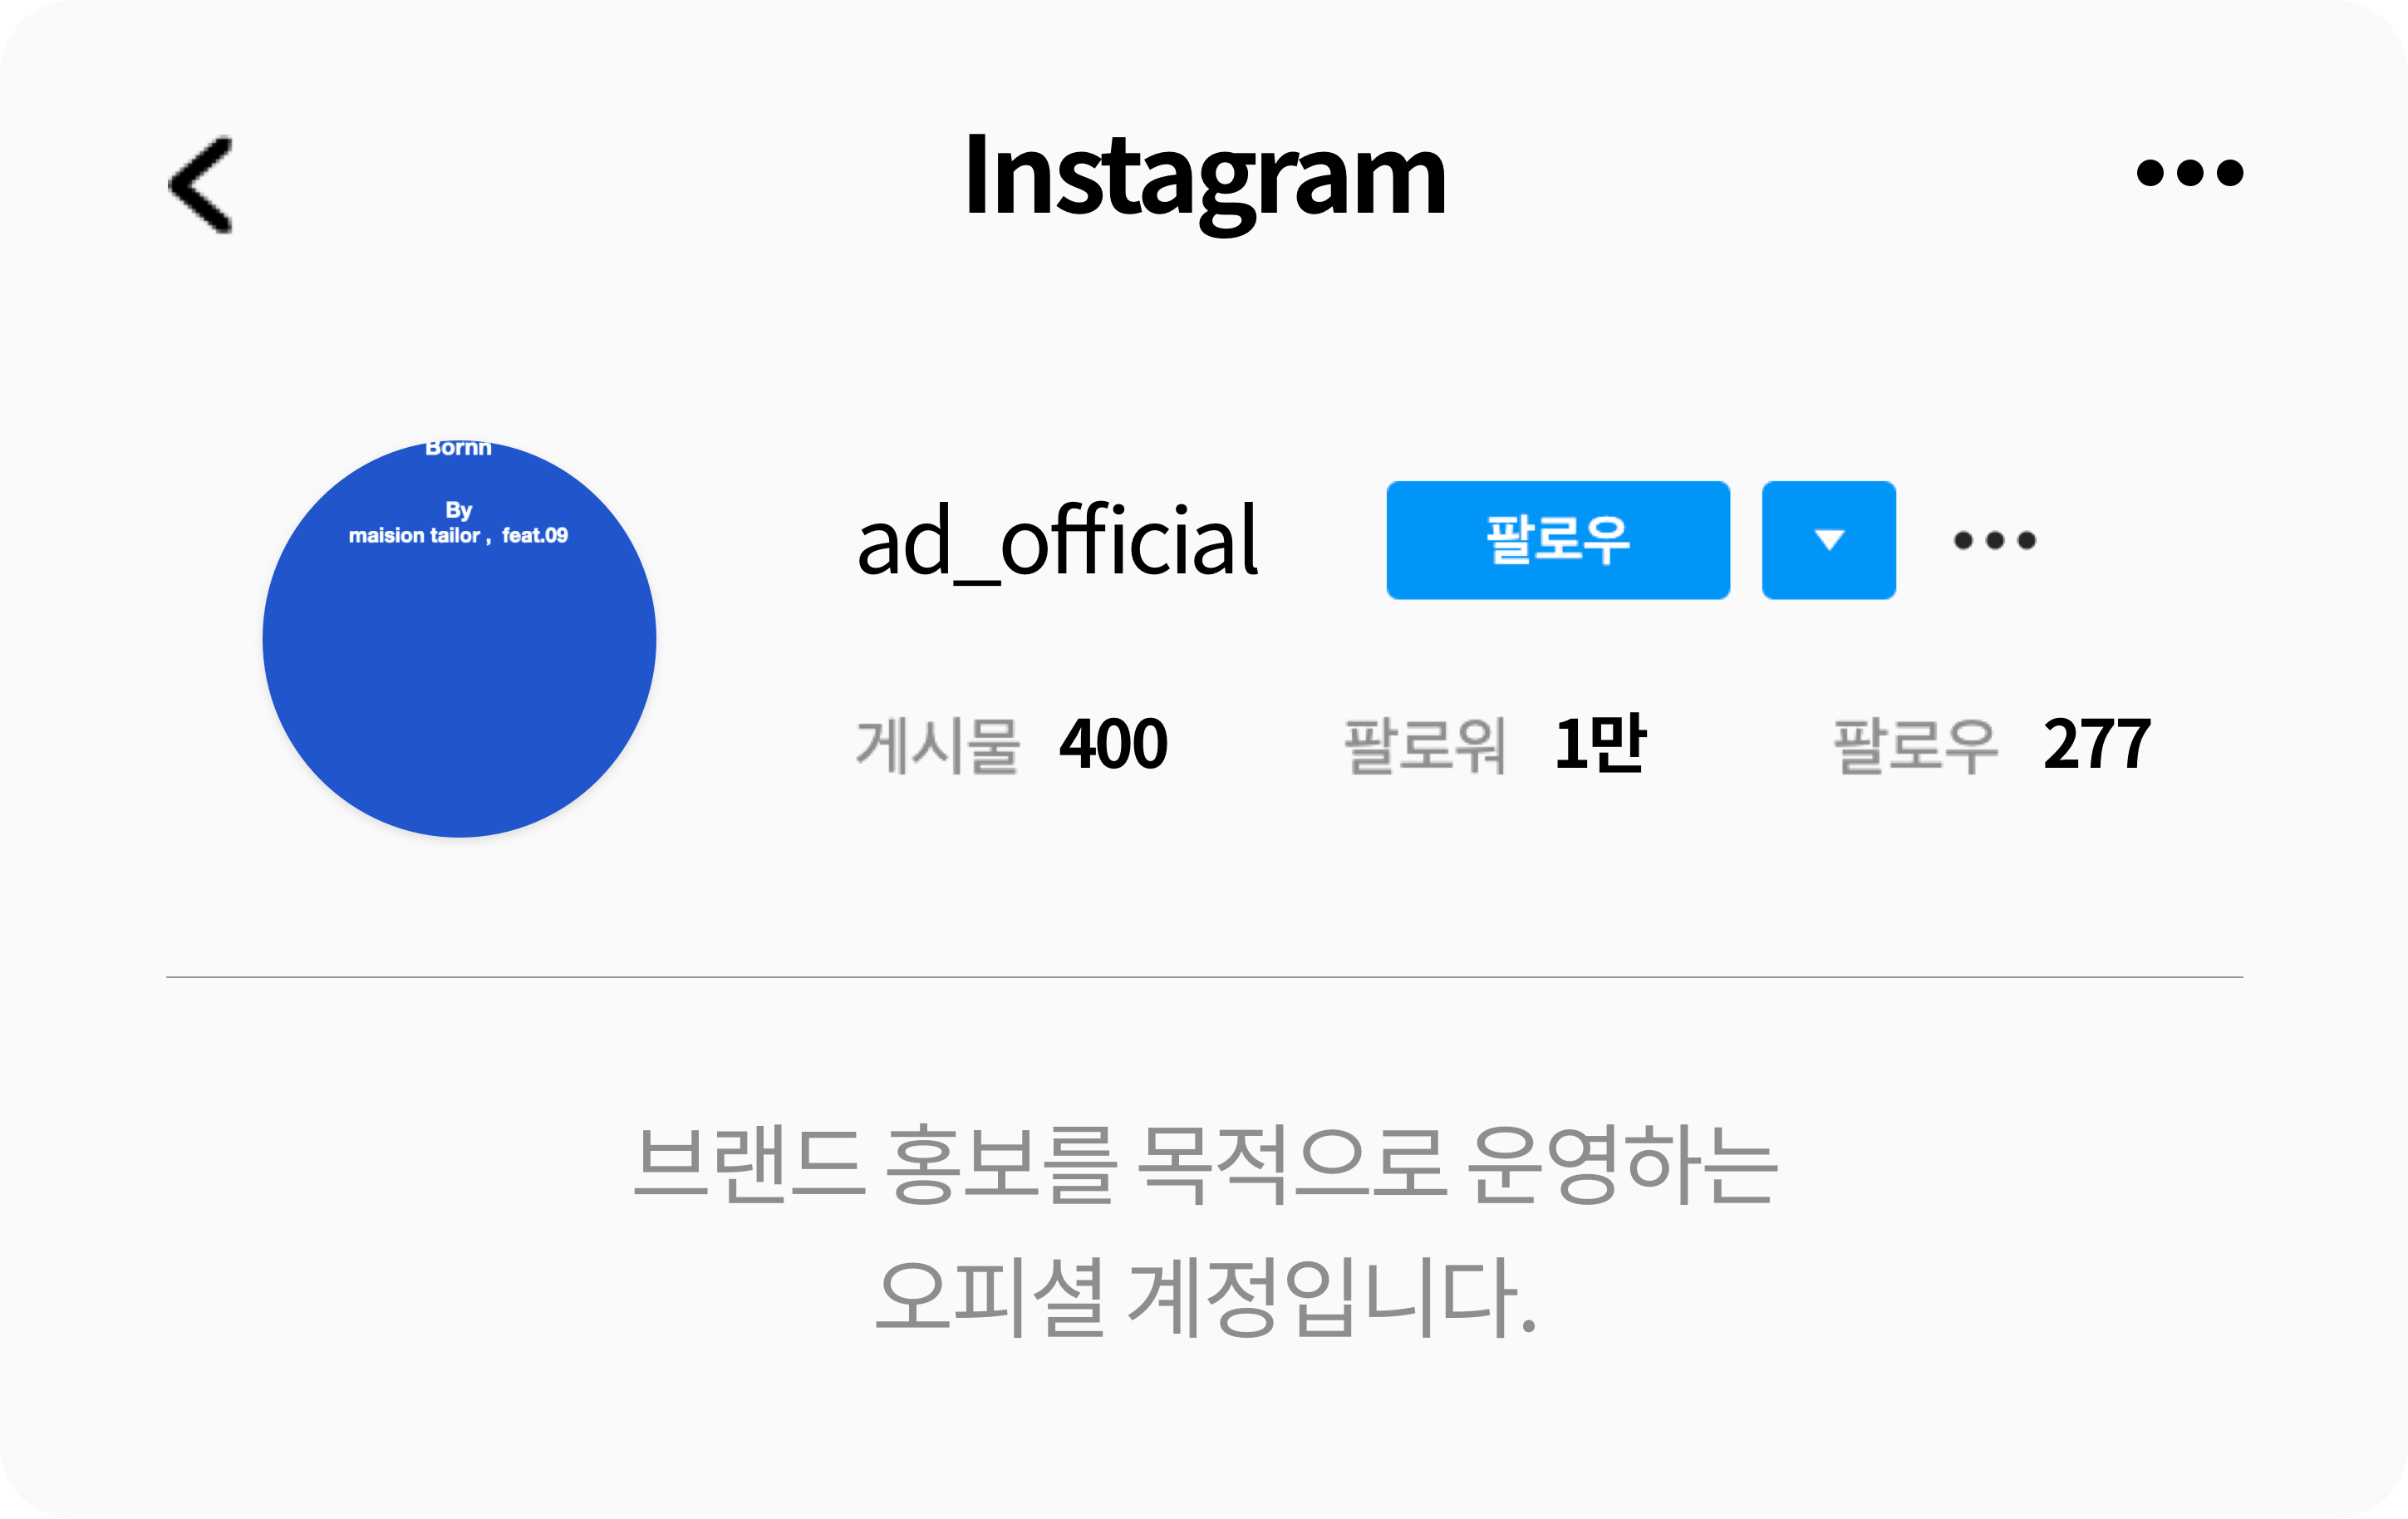 Instagram
Bornn
By
maision tailor , feat.09
ad_official 팔로우
게시물 400 팔로워 1만 팔로우 277
브랜드 홍보를 목적으로 운영하는
오피셜 계정입니다.